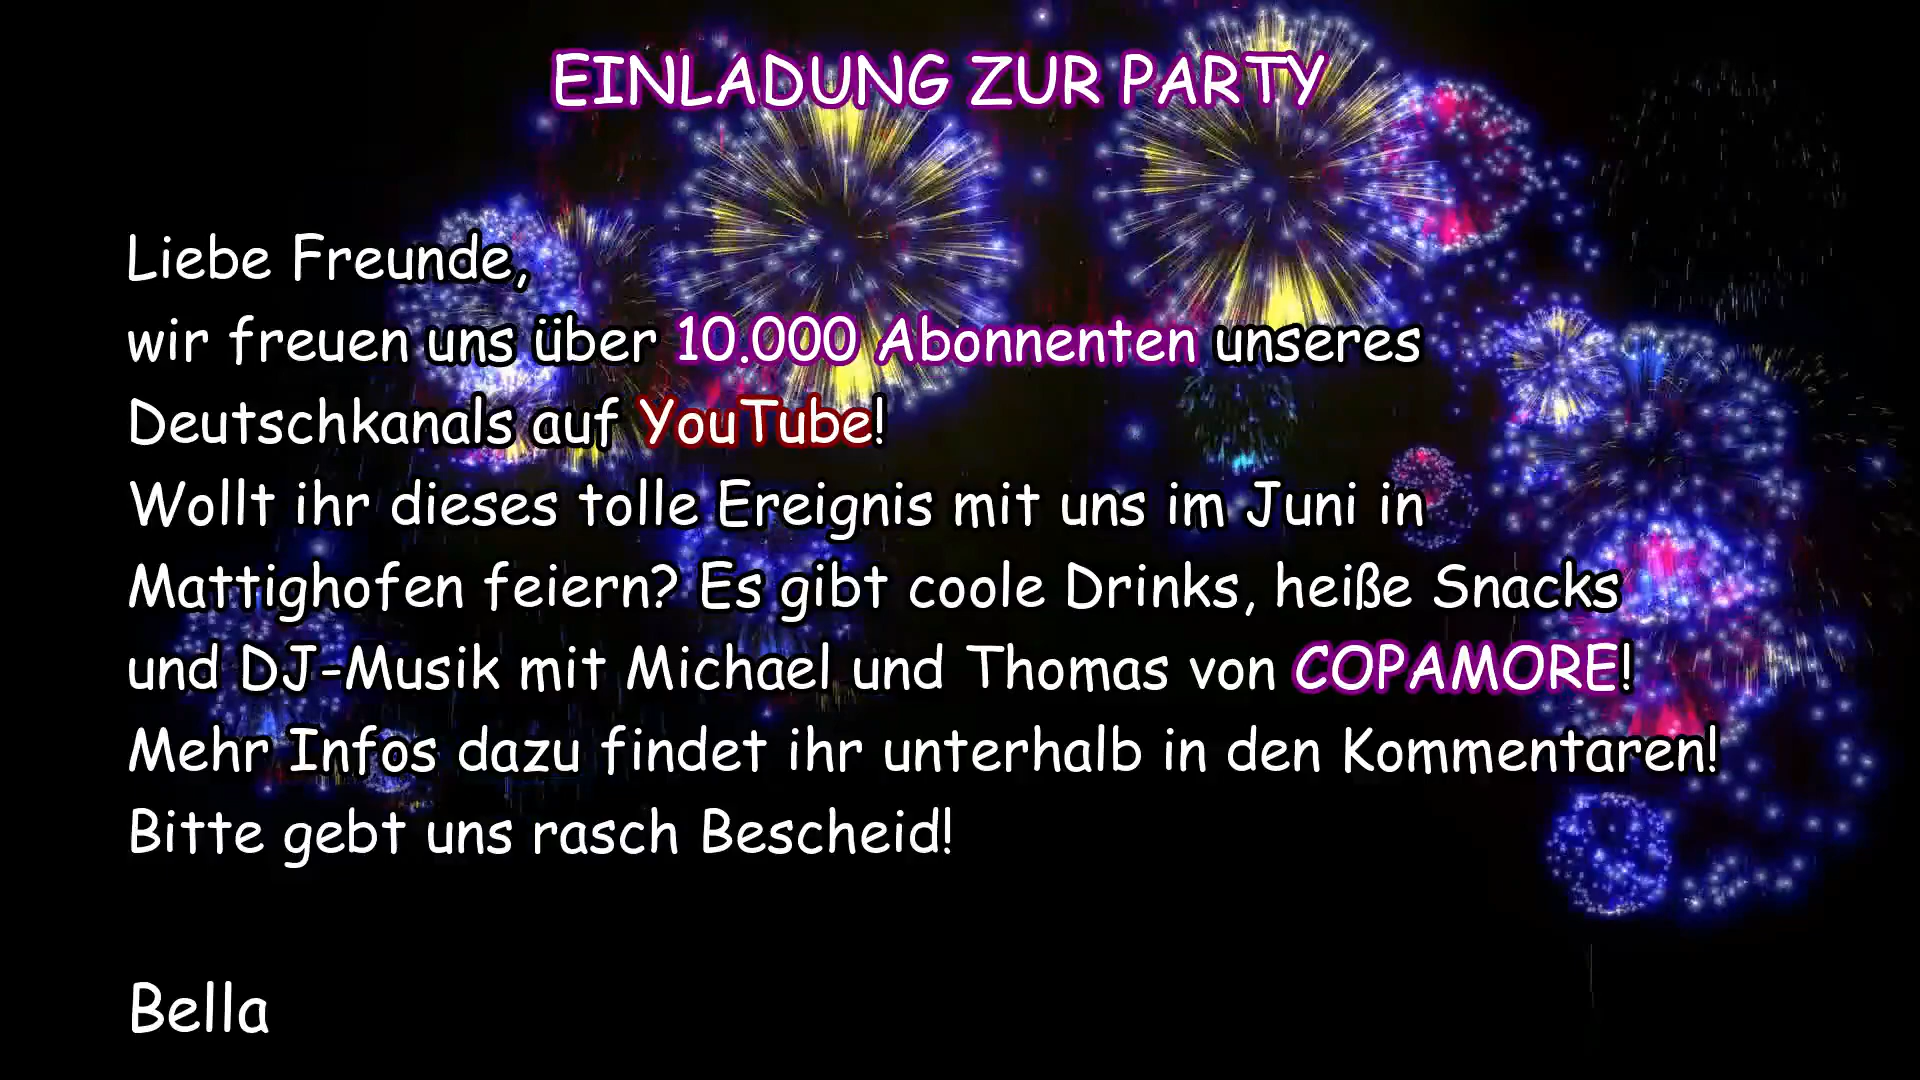 EINLADUNG ZUR PARTY
Liebe Freunde,
wir freuen uns über 10.000 Abonnenten unseres
Deutschkanals auf YouTube!
Wollt ihr dieses tolle Ereignis mit uns im Juni in
Mattighofen feiern? Es gibt coole Drinks, heiße Snacks
und DJ-Musik mit Michael und Thomas von COPAMORE!
Mehr Infos dazu findet ihr unterhalb in den Kommentaren!
Bitte gebt uns rasch Bescheid!
Bella